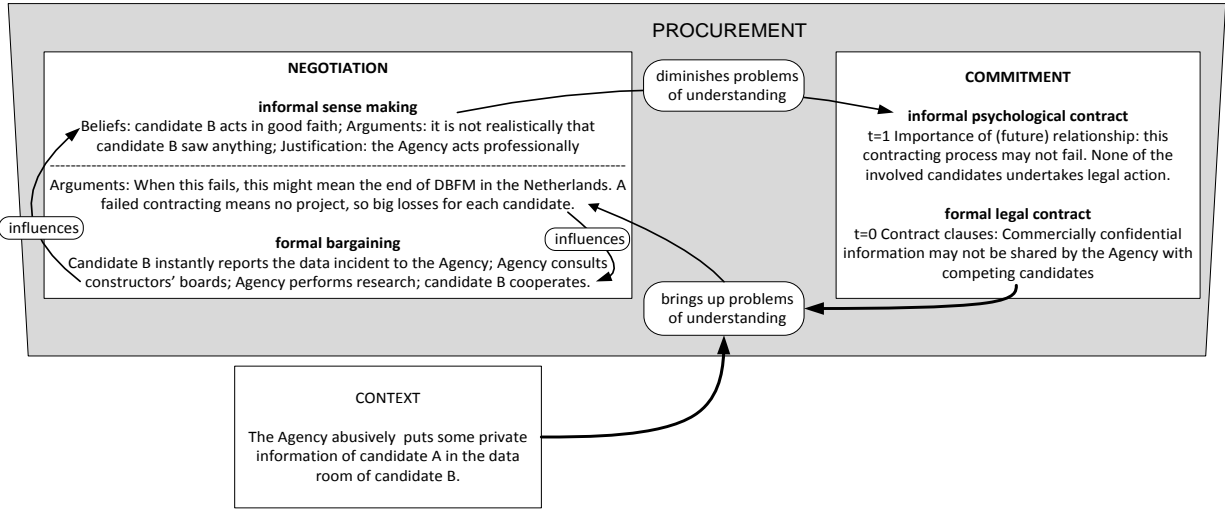 PROCUREMENT
NEGOTIATION
informal sense making
Beliefs: candidate B acts in good faith; Arguments: it is not realistically that
candidate B saw anything; Justification: the Agency acts professionally
Arguments: When this fails, this might mean the end of DBFM in the Netherlands. A
failed contracting means no project, so big losses for each candidate.
influences
influences
formal bargaining
Candidate B instantly reports the data incident to the Agency; Agency consults
constructors’ boards; Agency performs research; candidate B cooperates.
diminishes problems
of understanding
brings up problems
of understanding
COMMITMENT
informal psychological contract
t=1 Importance of (future) relationship: this
contracting process may not fail. None of the
involved candidates undertakes legal action.
formal legal contract
t=0 Contract clauses: Commercially confidential
information may not be shared by the Agency with
competing candidates
CONTEXT
The Agency abusively  puts some private
information of candidate A in the data
room of candidate B.